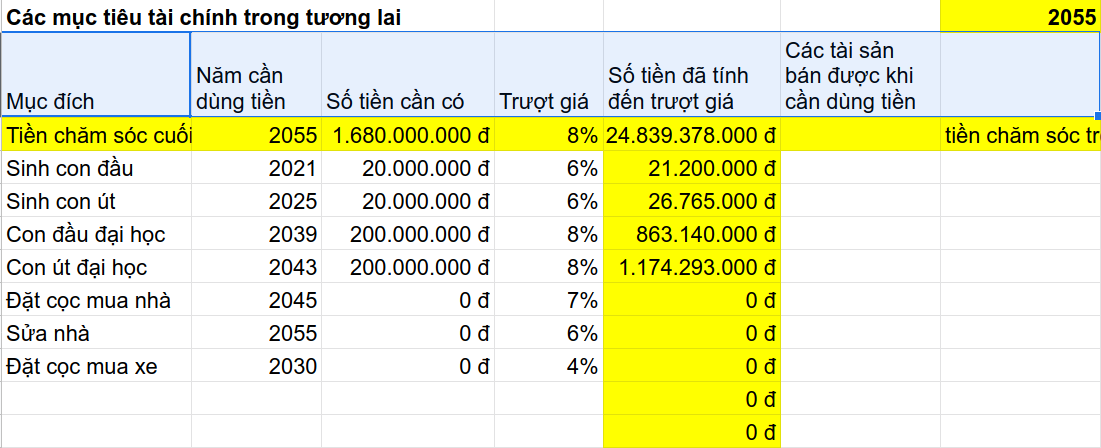 Các mục tiêu tài chính trong tương lai 2055
Mục đích Năm cần dùng tiền Số tiền cần có Trượt giá Số tiền đã tính đến trượt giá Các tài sản bán được khi cần dùng tiền
Tiền chăm sóc cuối 2055 1.680.000.000 đ 8% 24.839.378.000 đ tiền chăm sóc
Sinh con đầu 2021 20.000.000 đ 6% 21.200.000 đ
Sinh con út 2025 20.000.000 đ 6% 26.765.000 đ
Con đầu đại học 2039 200.000.000 đ 8% 863.140.000 đ
Con út đại học 2043 200.000.000 đ 8% 1.174.293.000 đ
Đặt cọc mua nhà 2045 0 đ 7% 0 đ
Sửa nhà 2055 0 đ 6% 0 đ
Đặt cọc mua xe 2030 0 đ 4% 0 đ
0 đ
0 đ